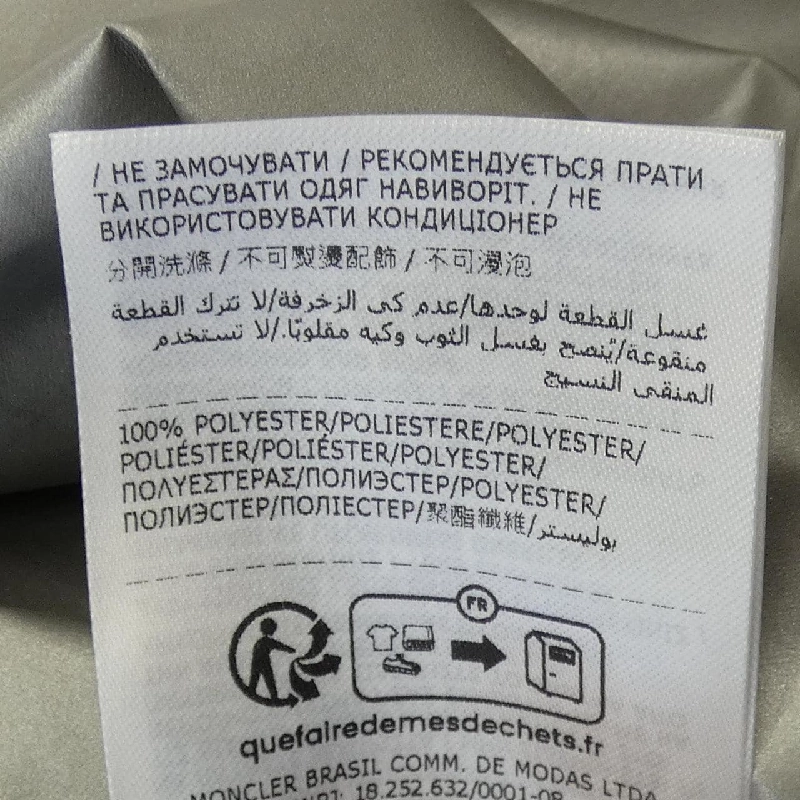 / НЕ ЗАМОЧУВАТИ / РЕКОМЕНДУЄТЬСЯ ПРАТИ
ТА ПРАСУВАТИ ОДЯГ НАВИВОРІТ. / НЕ
ВИКОРИСТОВУВАТИ КОНДИЦІОНЕР
分開洗滌 / 不可熨燙配飾 / 不可浸泡
غسل القطعة لوحدها/عدم كي الزخرفة/لا تترك القطعة
منقوعة/يُنصح بغسل الثوب وكيه مقلوبًا./لا تستخدم
المنقى النسيج
100% POLYESTER/POLIESTERE/POLYESTER/
POLIÉSTER/POLIÉSTER/POLYESTER/
ΠΟΛΥΕΣΤΕΡΑΣ/ПОЛИЭСТЕР/POLYESTER/
ПОЛИЭСТЕР/ПОЛІЕСТЕР/聚酯纖維/بوليستر
FR
quefairedemesdechets.fr
MONCLER BRASIL COMM. DE MODAS LTDA
18.252.632/0001-08